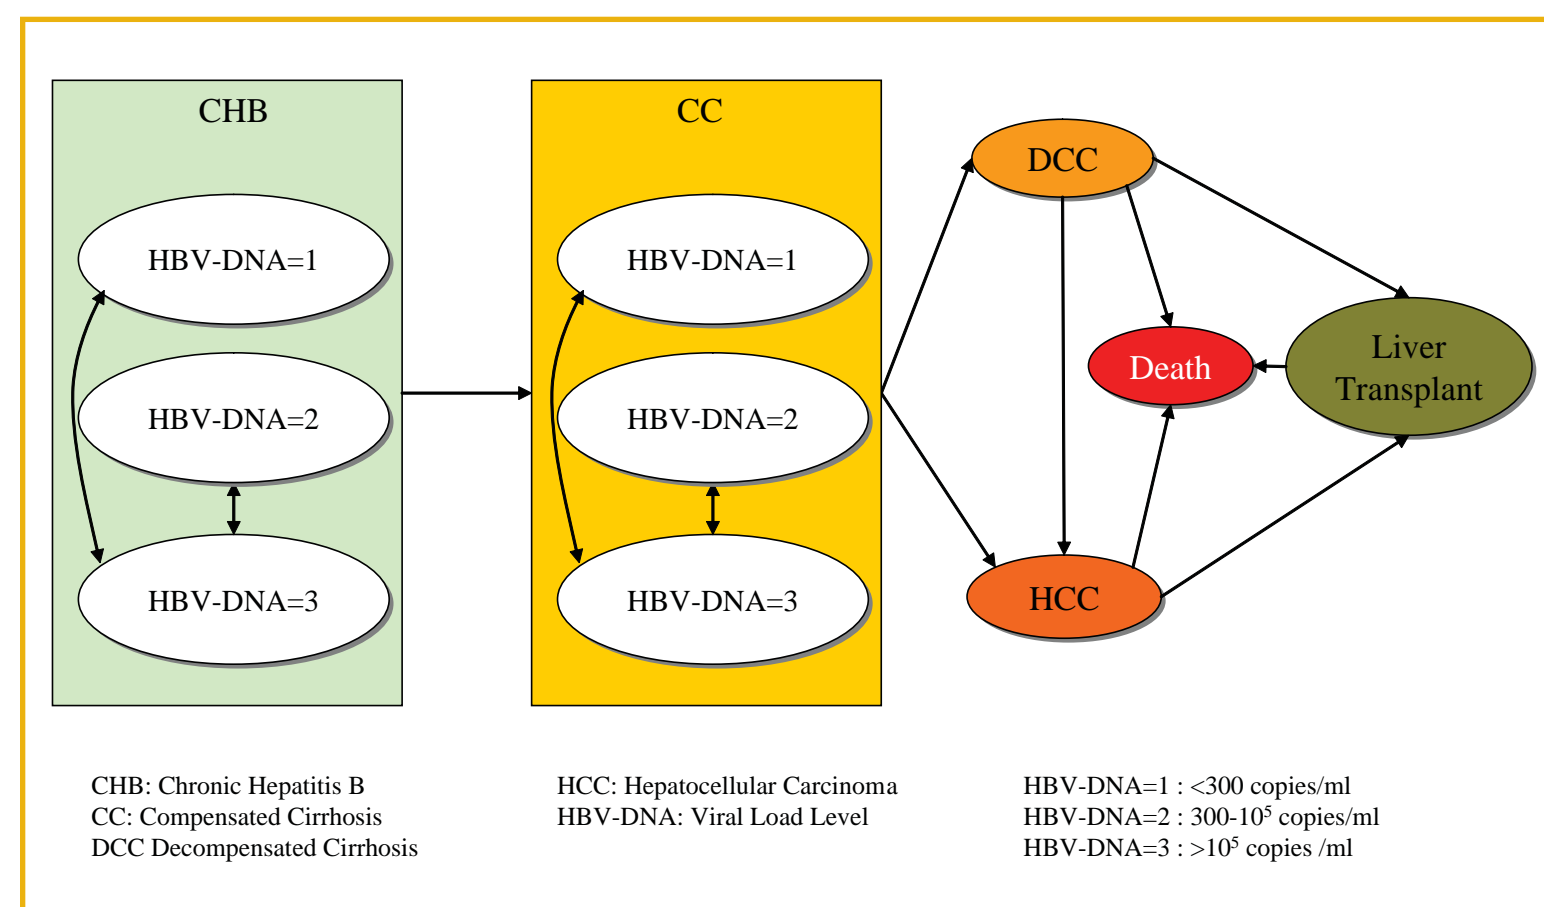 CHB
HBV-DNA=1
HBV-DNA=2
HBV-DNA=3
CC
HBV-DNA=1
HBV-DNA=2
HBV-DNA=3
DCC
Death
Liver
Transplant
HCC
CHB: Chronic Hepatitis B
CC: Compensated Cirrhosis
DCC Decompensated Cirrhosis
HCC: Hepatocellular Carcinoma
HBV-DNA: Viral Load Level
HBV-DNA=1 : <300 copies/ml
HBV-DNA=2 : 300-10⁵ copies/ml
HBV-DNA=3 : >10⁵ copies /ml